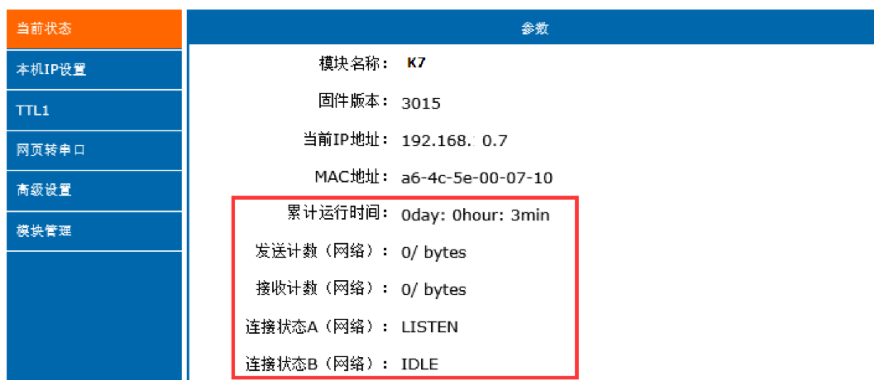 当前状态
参数
本机IP设置
TTL1
网页转串口
高级设置
模块管理
模块名称： K7
固件版本： 3015
当前IP地址： 192.168. 0.7
MAC地址： a6-4c-5e-00-07-10
累计运行时间： 0day: 0hour: 3min
发送计数（网络）： 0/ bytes
接收计数（网络）： 0/ bytes
连接状态A（网络）： LISTEN
连接状态B（网络）： IDLE